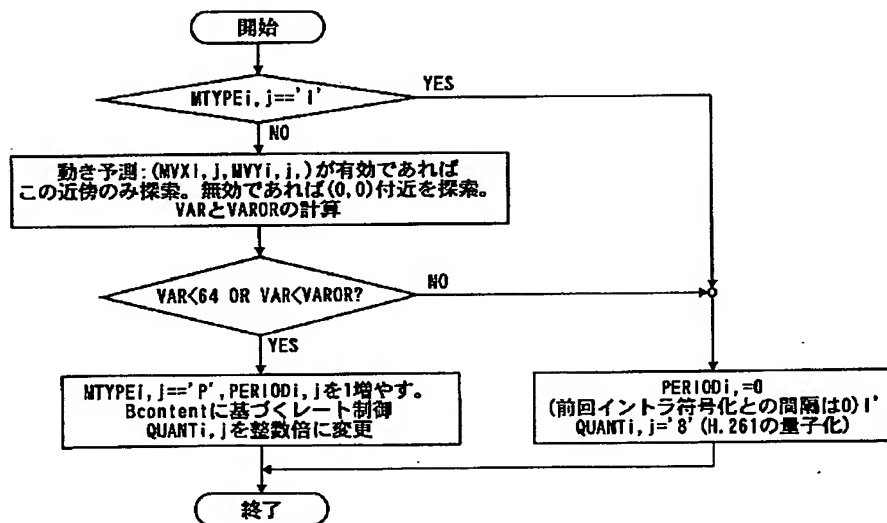 開始
MTYPEi,j=='I'
YES
NO
動き予測:(MVXi,j,MVYi,j,)が有効であれば
この近傍のみ探索。無効であれば(0,0)付近を探索。
VARとVARORの計算
VAR<64 OR VAR<VAROR?
NO
YES
MTYPEi,j=='P',PERIODi,jを1増やす。
Bcontentに基づくレート制御
QUANTi,jを整数倍に変更
PERIODi,=0
(前回イントラ符号化との間隔は0)I'
QUANTi,j='8'(H.261の量子化)
終了